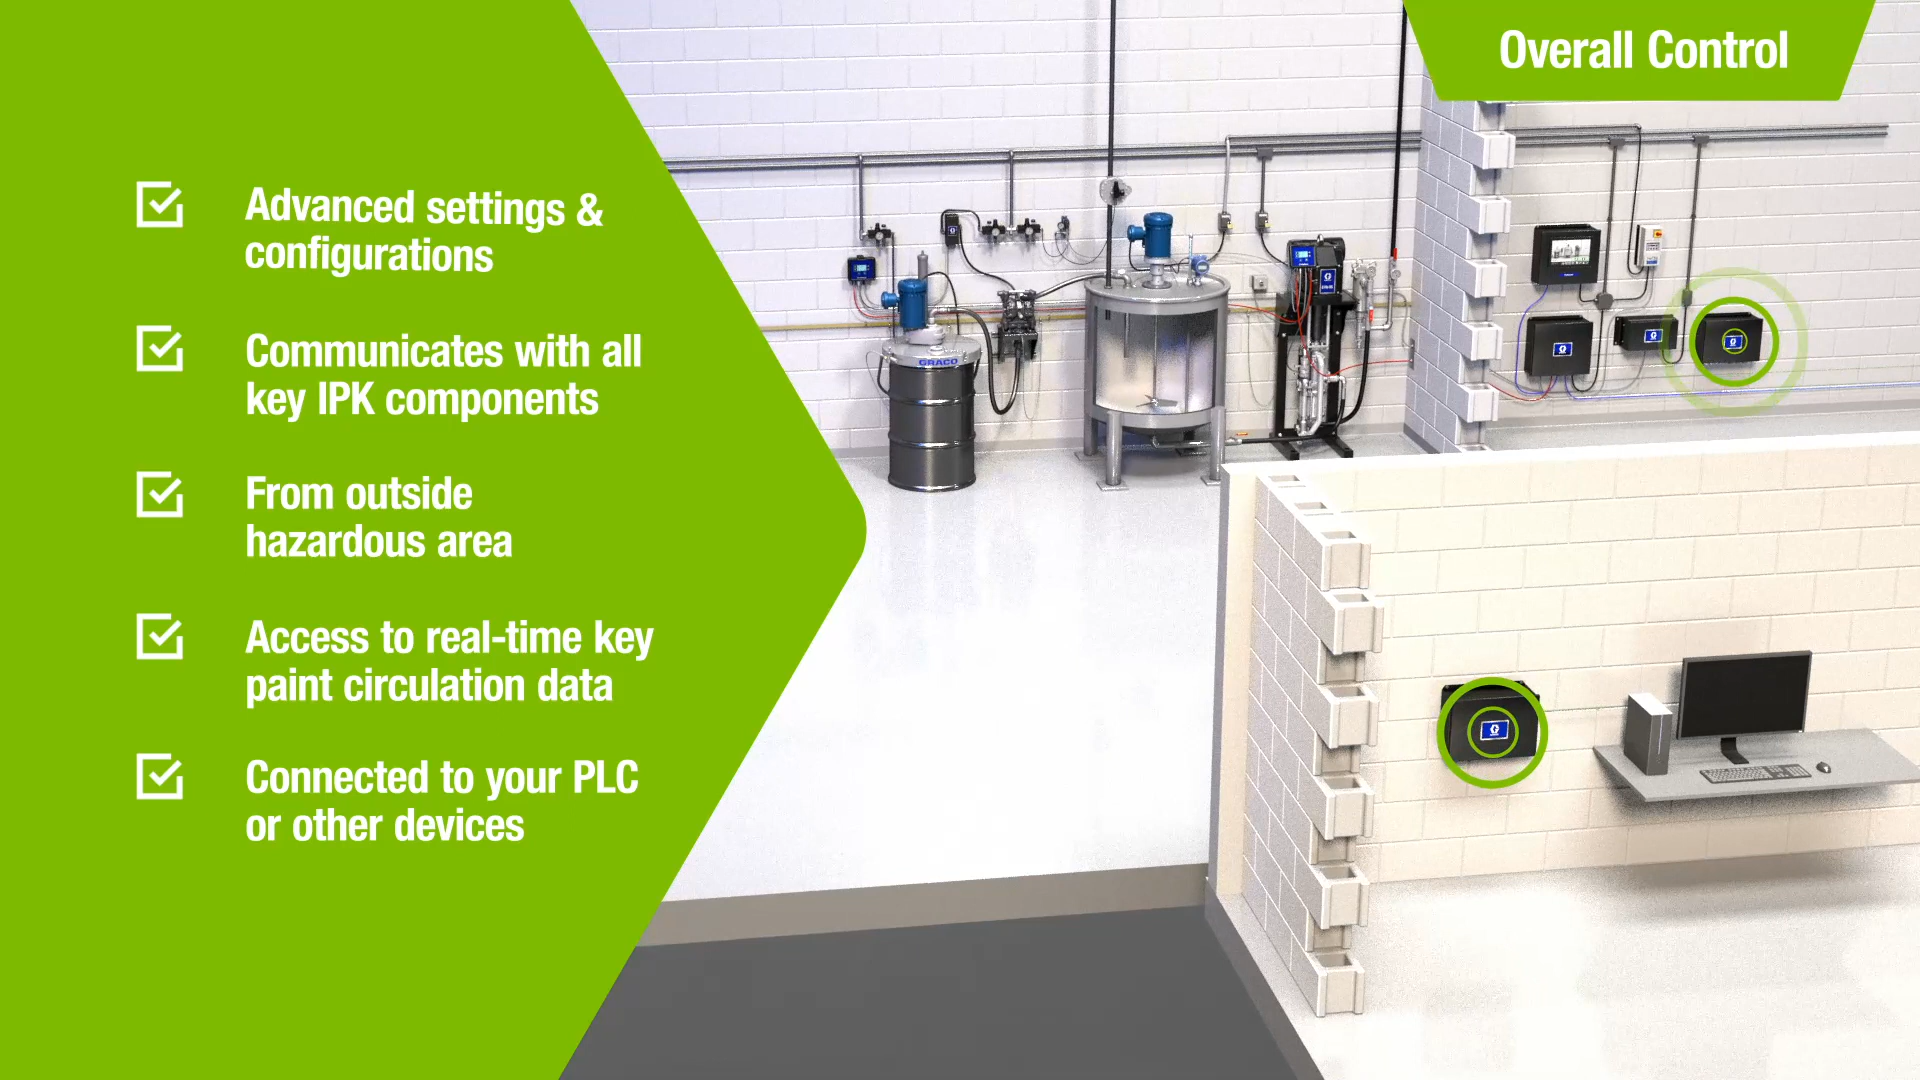 Overall Control
Advanced settings &
configurations
Communicates with all
key IPK components
From outside
hazardous area
Access to real-time key
paint circulation data
Connected to your PLC
or other devices
GRACO